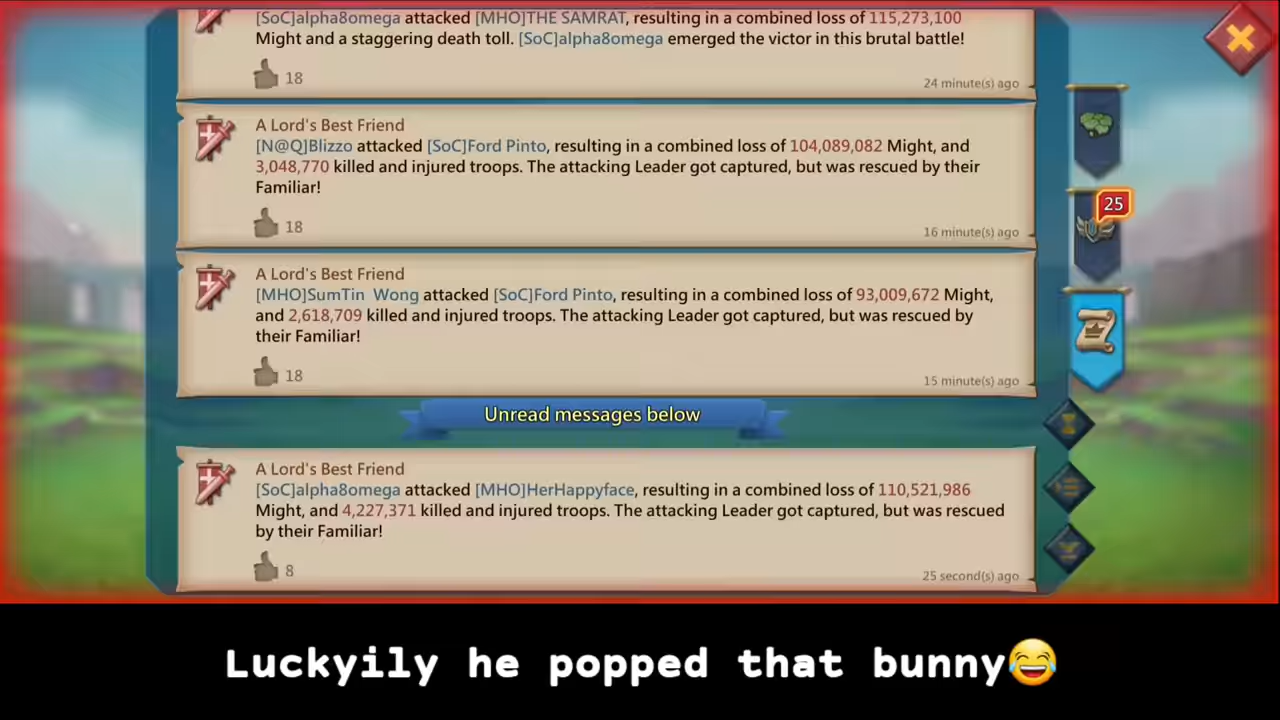 [SoC]alpha8omega attacked [MHO]THE SAMRAT, resulting in a combined loss of 115,273,100
Might and a staggering death toll. [SoC]alpha8omega emerged the victor in this brutal battle!
18
24 minute(s) ago
A Lord's Best Friend
[N@Q]Blizzo attacked [SoC]Ford Pinto, resulting in a combined loss of 104,089,082 Might, and
3,048,770 killed and injured troops. The attacking Leader got captured, but was rescued by their
Familiar!
18
16 minute(s) ago
25
A Lord's Best Friend
[MHO]SumTin Wong attacked [SoC]Ford Pinto, resulting in a combined loss of 93,009,672 Might,
and 2,618,709 killed and injured troops. The attacking Leader got captured, but was rescued by
their Familiar!
18
15 minute(s) ago
Unread messages below
A Lord's Best Friend
[SoC]alpha8omega attacked [MHO]HerHappyface, resulting in a combined loss of 110,521,986
Might, and 4,227,371 killed and injured troops. The attacking Leader got captured, but was rescued
by their Familiar!
8
25 second(s) ago
Luckyily he popped that bunny😂